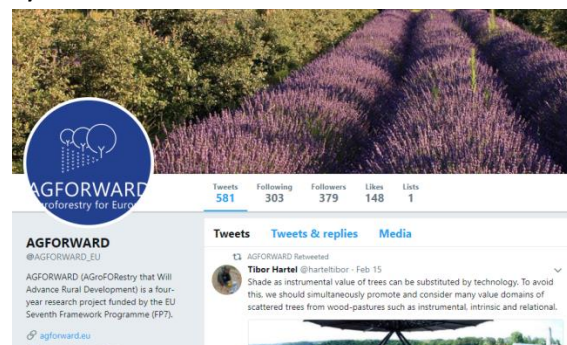 AGFORWARD
groforestry for Euro
Tweets Following Followers Likes Lists
581 303 379 148 1
AGFORWARD
@AGFORWARD_EU
AGFORWARD (AGroFORestry that Will
Advance Rural Development) is a four-
year research project funded by the EU
Seventh Framework Programme (FP7).
agforward.eu
Tweets Tweets & replies Media
AGFORWARD Retweeted
Tibor Hartel @harteltibor · Feb 15
Shade as instrumental value of trees can be substituted by technology. To avoid
this, we should simultaneously promote and consider many value domains of
scattered trees from wood-pastures such as instrumental, intrinsic and relational.